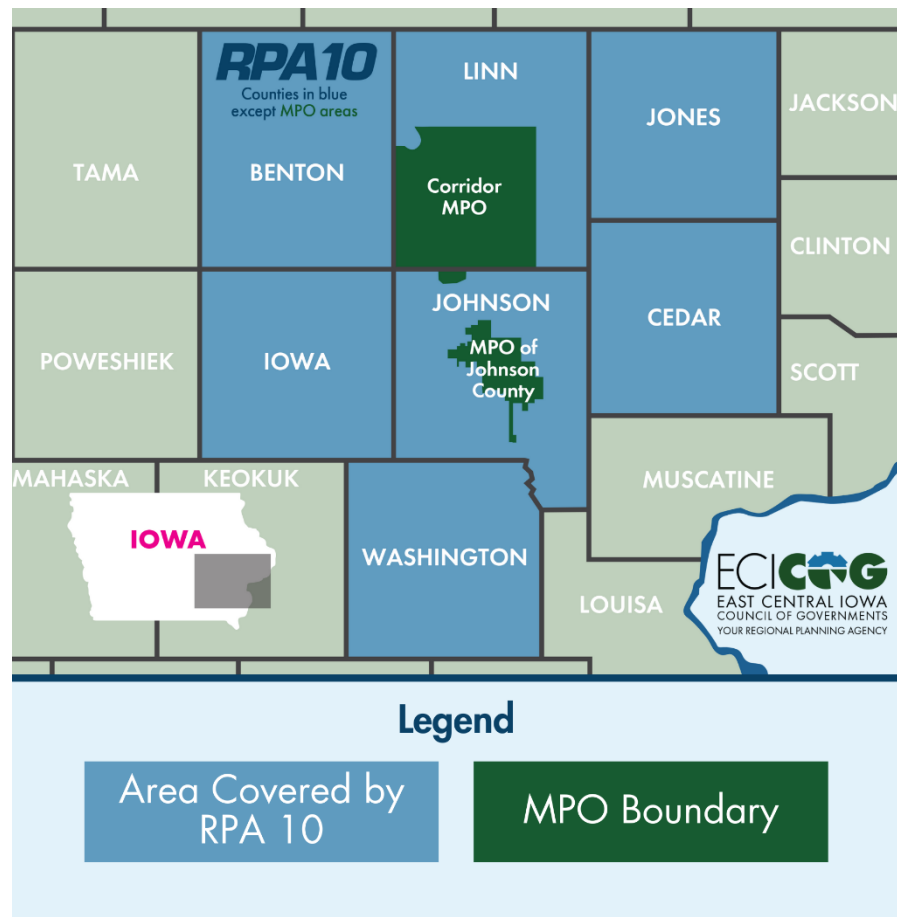 RPA10
Counties in blue
except MPO areas
LINN
JONES
JACKSON
TAMA
BENTON
Corridor
MPO
CLINTON
JOHNSON
CEDAR
POWESHIEK
IOWA
MPO of
Johnson
County
SCOTT
MAHASKA
KEOKUK
MUSCATINE
IOWA
WASHINGTON
LOUISA
ECICOG
EAST CENTRAL IOWA
COUNCIL OF GOVERNMENTS
YOUR REGIONAL PLANNING AGENCY
Legend
Area Covered by
RPA 10
MPO Boundary